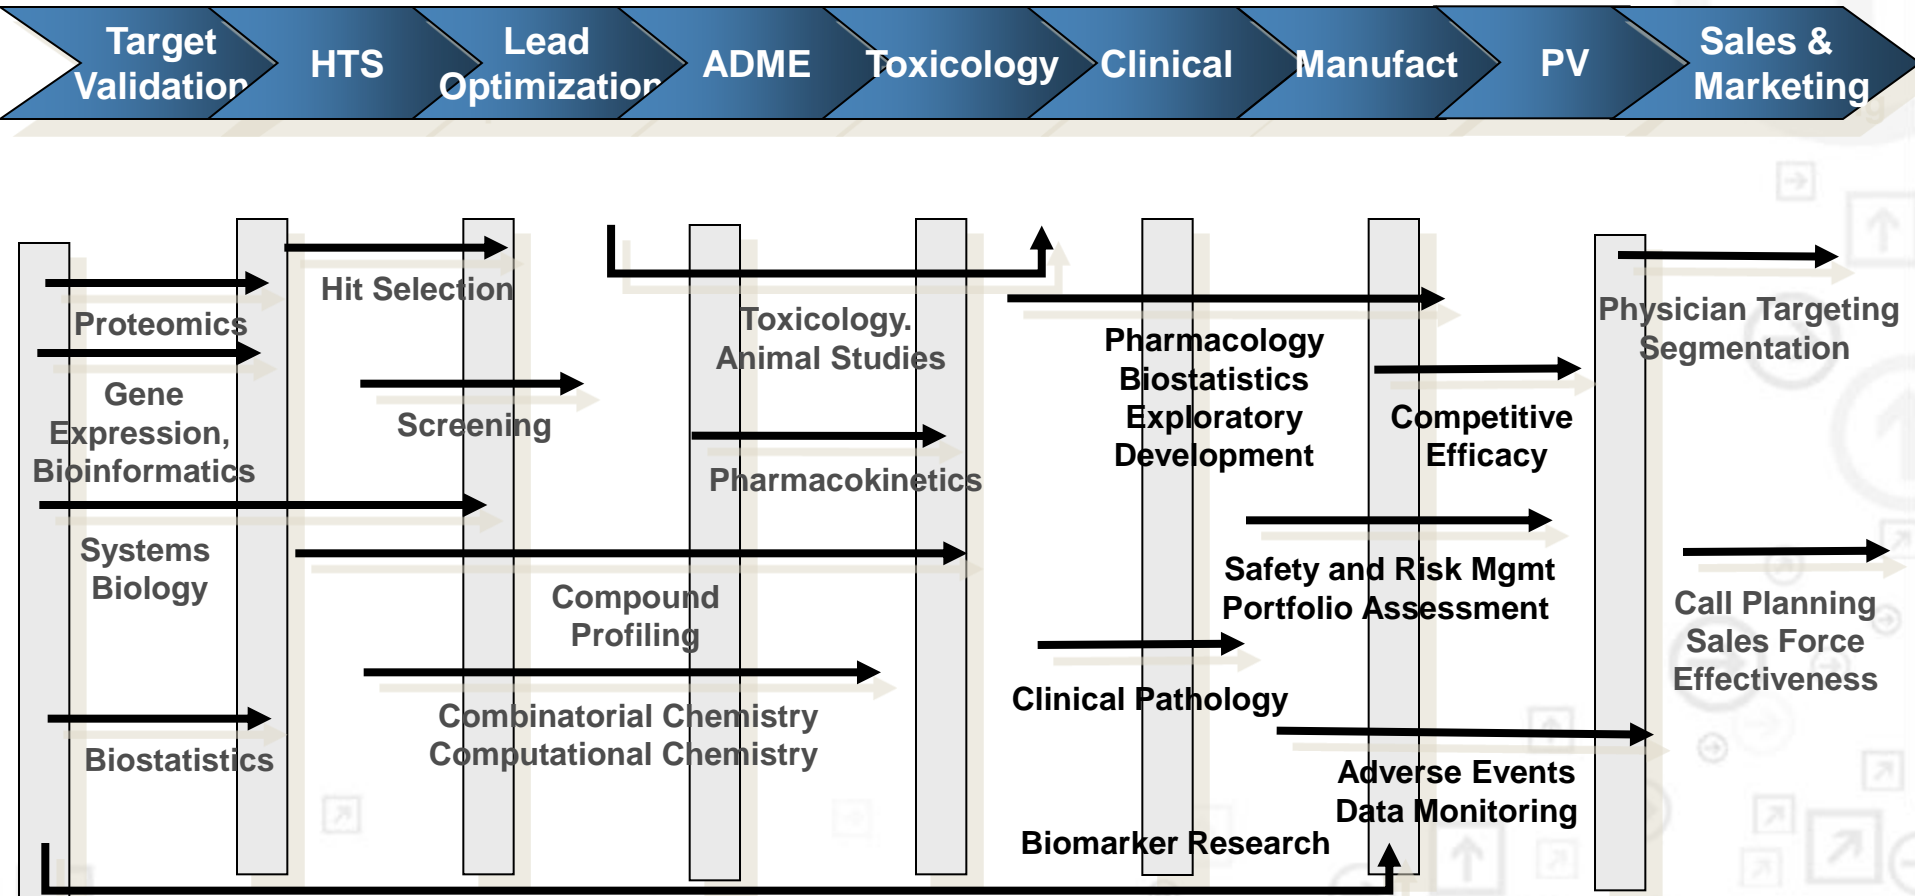 Target
Validation
HTS
Lead
Optimization
ADME
Toxicology
Clinical
Manufact
PV
Sales &
Marketing
Proteomics
Gene
Expression,
Bioinformatics
Systems
Biology
Biostatistics
Hit Selection
Screening
Compound
Profiling
Combinatorial Chemistry
Computational Chemistry
Toxicology.
Animal Studies
Pharmacokinetics
Pharmacology
Biostatistics
Exploratory
Development
Clinical Pathology
Biomarker Research
Competitive
Efficacy
Safety and Risk Mgmt
Portfolio Assessment
Adverse Events
Data Monitoring
Physician Targeting
Segmentation
Call Planning
Sales Force
Effectiveness